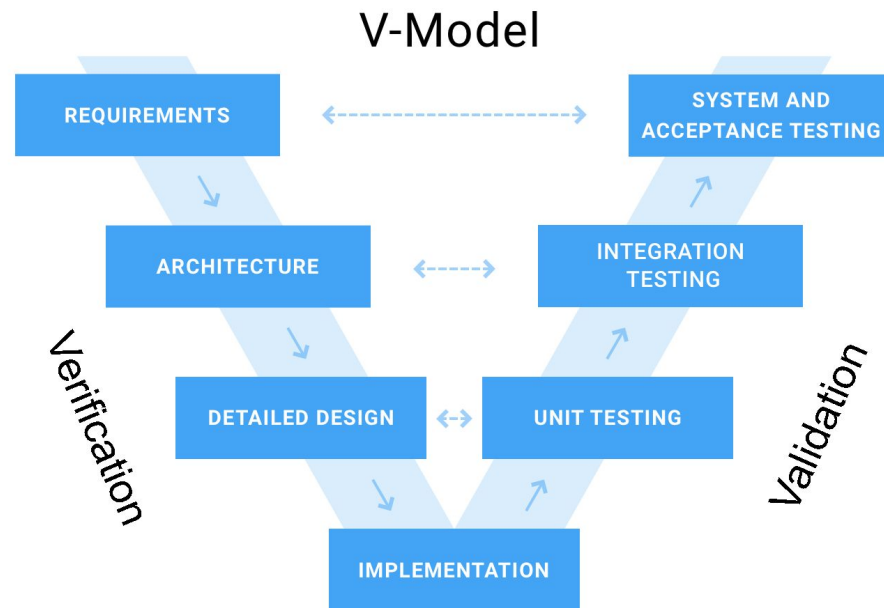 V-Model
REQUIREMENTS
SYSTEM AND
ACCEPTANCE TESTING
ARCHITECTURE
INTEGRATION
TESTING
Verification
Validation
DETAILED DESIGN
UNIT TESTING
IMPLEMENTATION